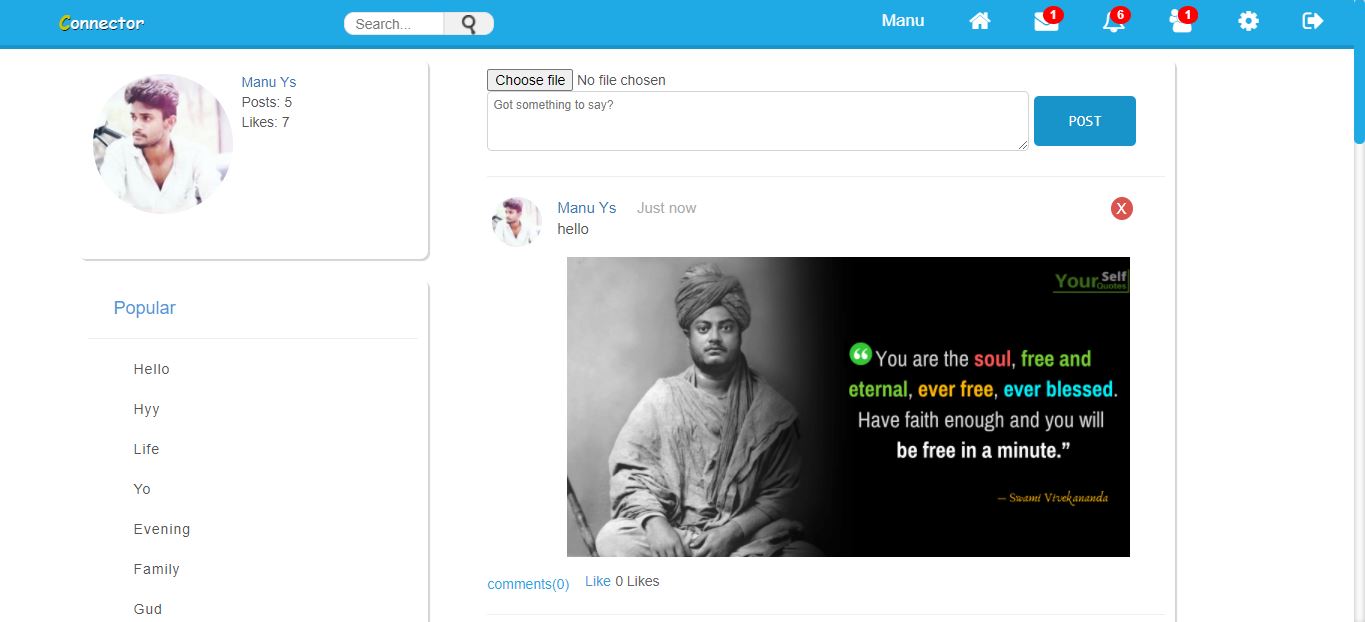 Connector
Search...
Manu
1
6
1
Manu Ys
Posts: 5
Likes: 7
Popular
Hello
Hyy
Life
Yo
Evening
Family
Gud
Choose file No file chosen
Got something to say?
POST
Manu Ys Just now
X
hello
YourSelf Quotes
You are the soul, free and
eternal, ever free, ever blessed.
Have faith enough and you will
be free in a minute.”
— Swami Vivekananda
comments(0) Like 0 Likes